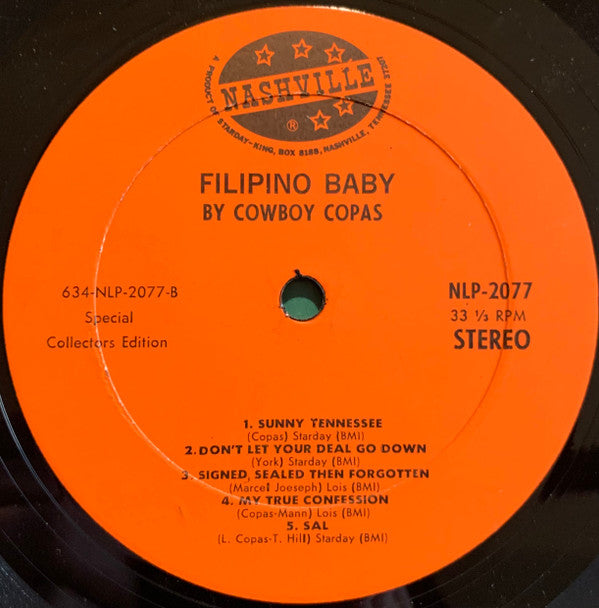 NASHVILLE
®
A PRODUCT OF STARDAY-KING, BOX 8188, NASHVILLE, TENNESSEE 37207
FILIPINO BABY
BY COWBOY COPAS
634-NLP-2077-B
Special
Collectors Edition
NLP-2077
33 ⅓ RPM
STEREO
1. SUNNY TENNESSEE
(Copas) Starday (BMI)
2. DON'T LET YOUR DEAL GO DOWN
(York) Starday (BMI)
3. SIGNED, SEALED THEN FORGOTTEN
(Marcel Joeseph) Lois (BMI)
4. MY TRUE CONFESSION
(Copas-Mann) Lois (BMI)
5. SAL
(L. Copas-T. Hill) Starday (BMI)